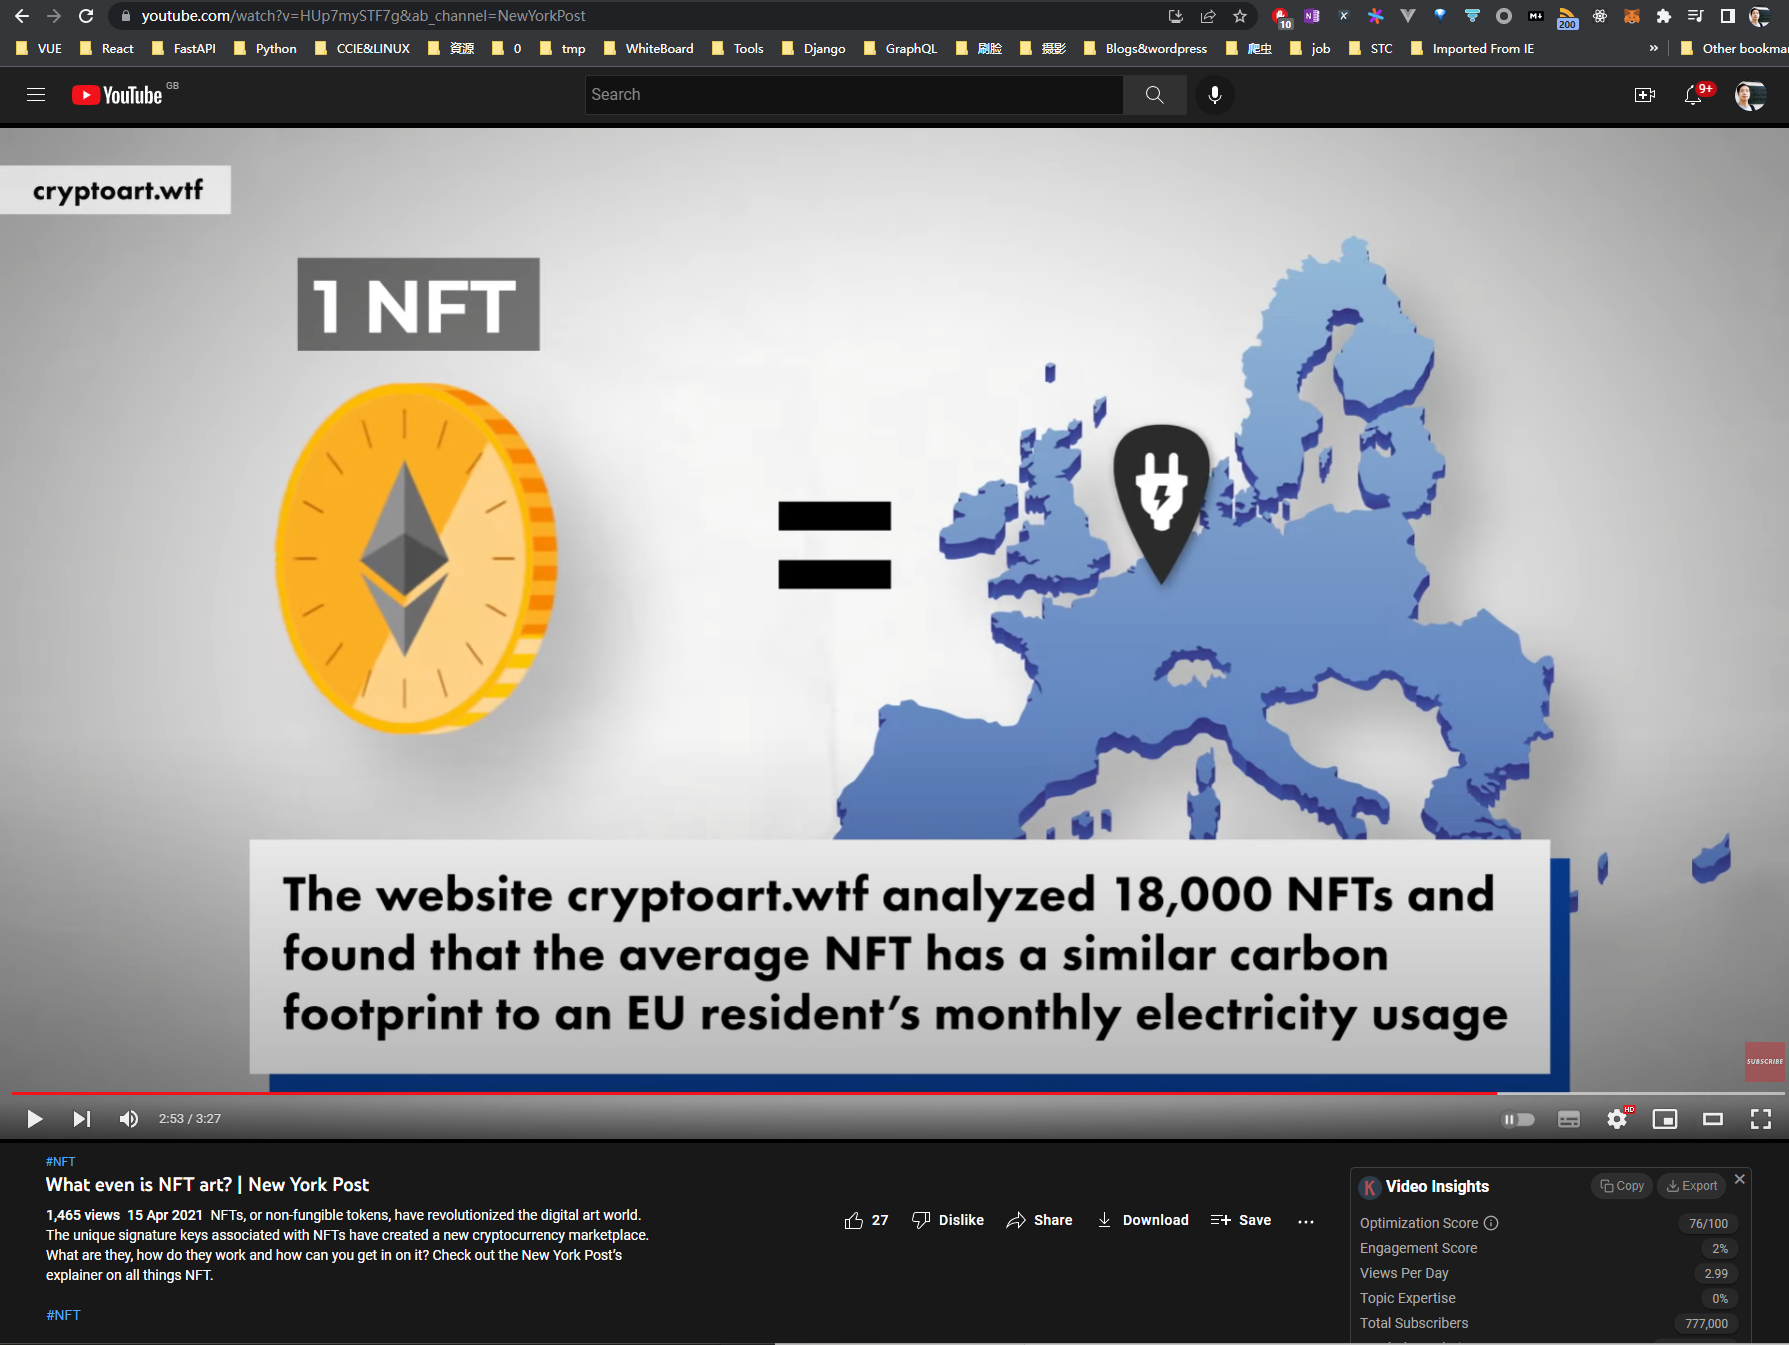 youtube.com/watch?v=HUp7mySTF7g&ab_channel=NewYorkPost
10
200
VUE React FastAPI Python CCIE&LINUX 資源 0 tmp WhiteBoard Tools Django GraphQL 刷脸 摄影 Blogs&wordpress 爬虫 job STC Imported From IE » Other bookma
YouTube GB
Search
9+
cryptoart.wtf
1 NFT
The website cryptoart.wtf analyzed 18,000 NFTs and
found that the average NFT has a similar carbon
footprint to an EU resident's monthly electricity usage
SUBSCRIBE
2:53 / 3:27
HD
#NFT
What even is NFT art? | New York Post
1,465 views 15 Apr 2021 NFTs, or non-fungible tokens, have revolutionized the digital art world.
The unique signature keys associated with NFTs have created a new cryptocurrency marketplace.
What are they, how do they work and how can you get in on it? Check out the New York Post's
explainer on all things NFT.
#NFT
27 Dislike Share Download Save ...
K Video Insights Copy Export
Optimization Score 76/100
Engagement Score 2%
Views Per Day 2.99
Topic Expertise 0%
Total Subscribers 777,000